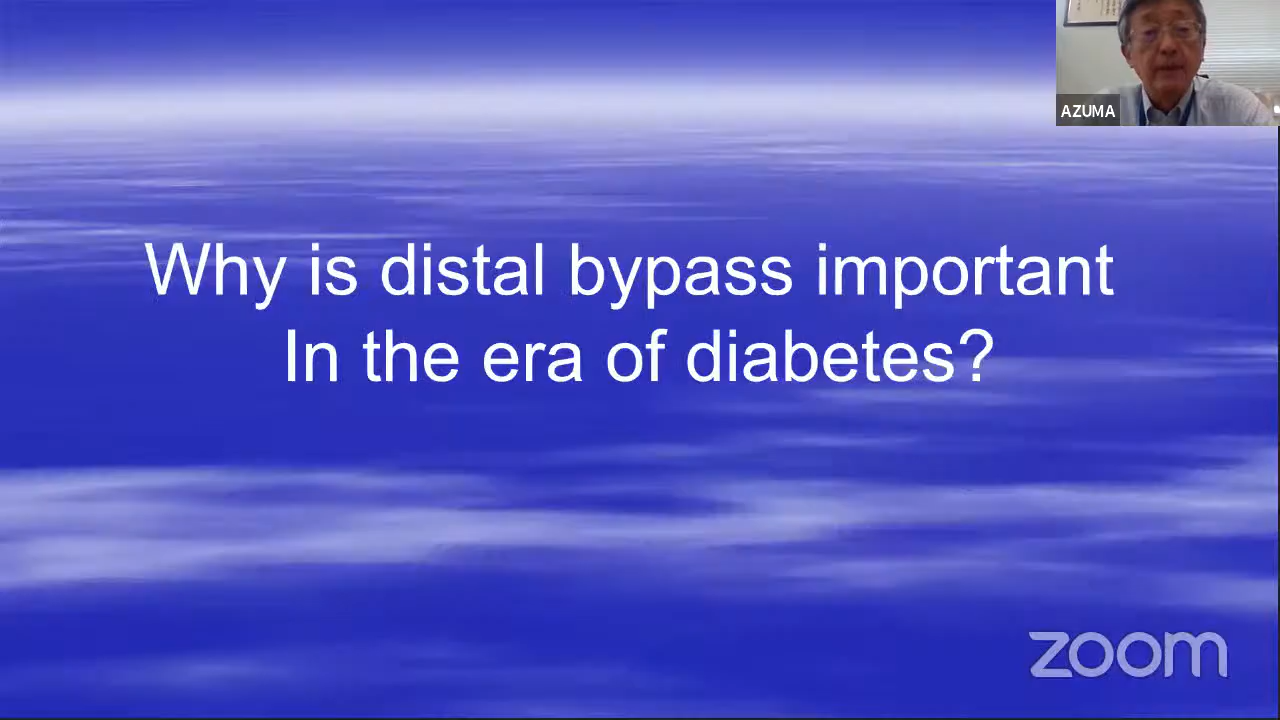 AZUMA
Why is distal bypass important
In the era of diabetes?
zoom